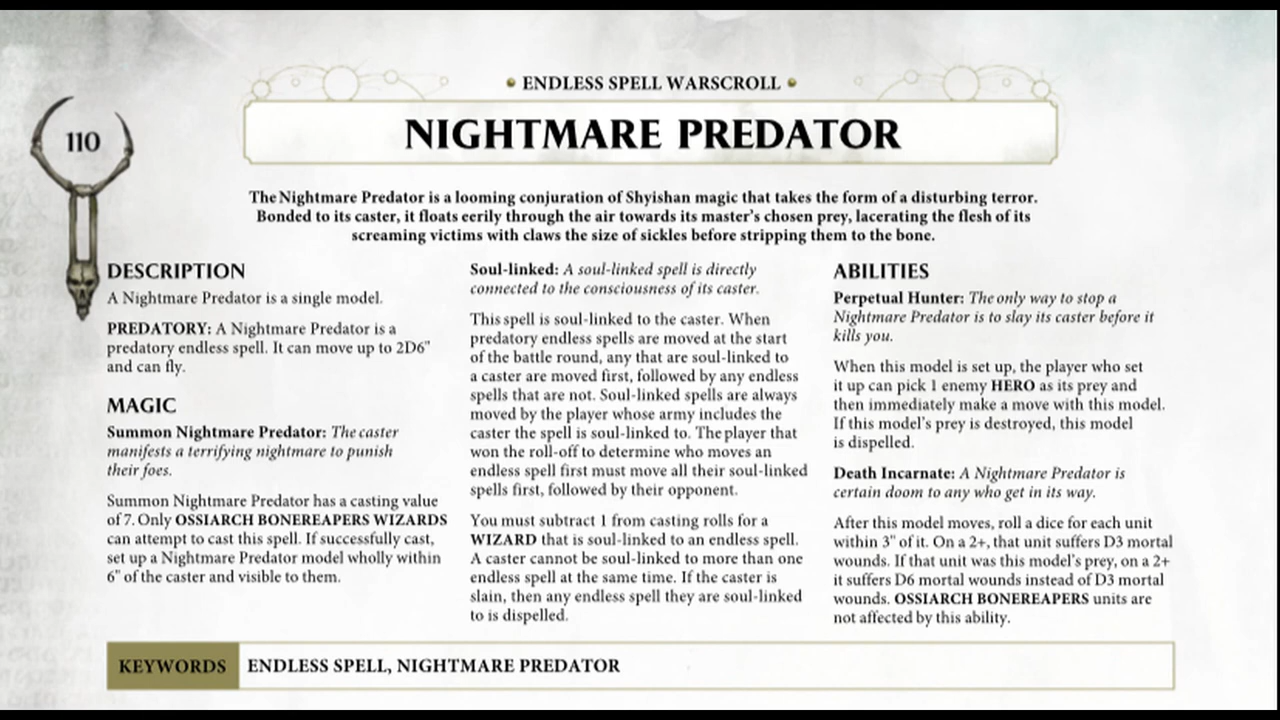 110
ENDLESS SPELL WARSCROLL
NIGHTMARE PREDATOR
The Nightmare Predator is a looming conjuration of Shyishan magic that takes the form of a disturbing terror.
Bonded to its caster, it floats eerily through the air towards its master's chosen prey, lacerating the flesh of its
screaming victims with claws the size of sickles before stripping them to the bone.
DESCRIPTION
A Nightmare Predator is a single model.
PREDATORY: A Nightmare Predator is a
predatory endless spell. It can move up to 2D6"
and can fly.
MAGIC
Summon Nightmare Predator: The caster
manifests a terrifying nightmare to punish
their foes.
Summon Nightmare Predator has a casting value
of 7. Only OSSIARCH BONEREAPERS WIZARDS
can attempt to cast this spell. If successfully cast,
set up a Nightmare Predator model wholly within
6" of the caster and visible to them.
Soul-linked: A soul-linked spell is directly
connected to the consciousness of its caster.
This spell is soul-linked to the caster. When
predatory endless spells are moved at the start
of the battle round, any that are soul-linked to
a caster are moved first, followed by any endless
spells that are not. Soul-linked spells are always
moved by the player whose army includes the
caster the spell is soul-linked to. The player that
won the roll-off to determine who moves an
endless spell first must move all their soul-linked
spells first, followed by their opponent.
You must subtract 1 from casting rolls for a
WIZARD that is soul-linked to an endless spell.
A caster cannot be soul-linked to more than one
endless spell at the same time. If the caster is
slain, then any endless spell they are soul-linked
to is dispelled.
ABILITIES
Perpetual Hunter: The only way to stop a
Nightmare Predator is to slay its caster before it
kills you.
When this model is set up, the player who set
it up can pick 1 enemy HERO as its prey and
then immediately make a move with this model.
If this model's prey is destroyed, this model
is dispelled.
Death Incarnate: A Nightmare Predator is
certain doom to any who get in its way.
After this model moves, roll a dice for each unit
within 3" of it. On a 2+, that unit suffers D3 mortal
wounds. If that unit was this model's prey, on a 2+
it suffers D6 mortal wounds instead of D3 mortal
wounds. OSSIARCH BONEREAPERS units are
not affected by this ability.
KEYWORDS ENDLESS SPELL, NIGHTMARE PREDATOR